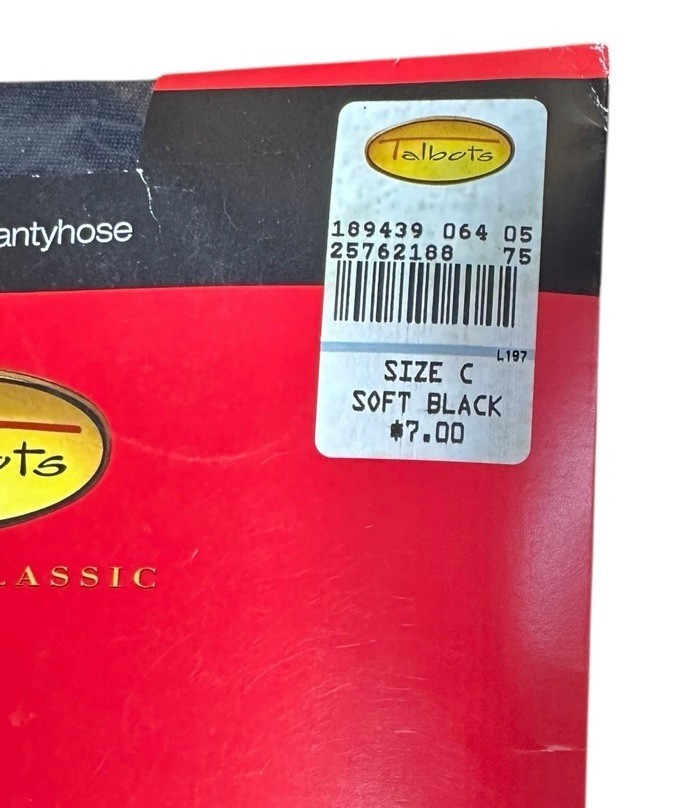 Talbots
189439 064 05
25762188 75
L197
SIZE C
SOFT BLACK
$7.00
antyhose
ots
LASSIC